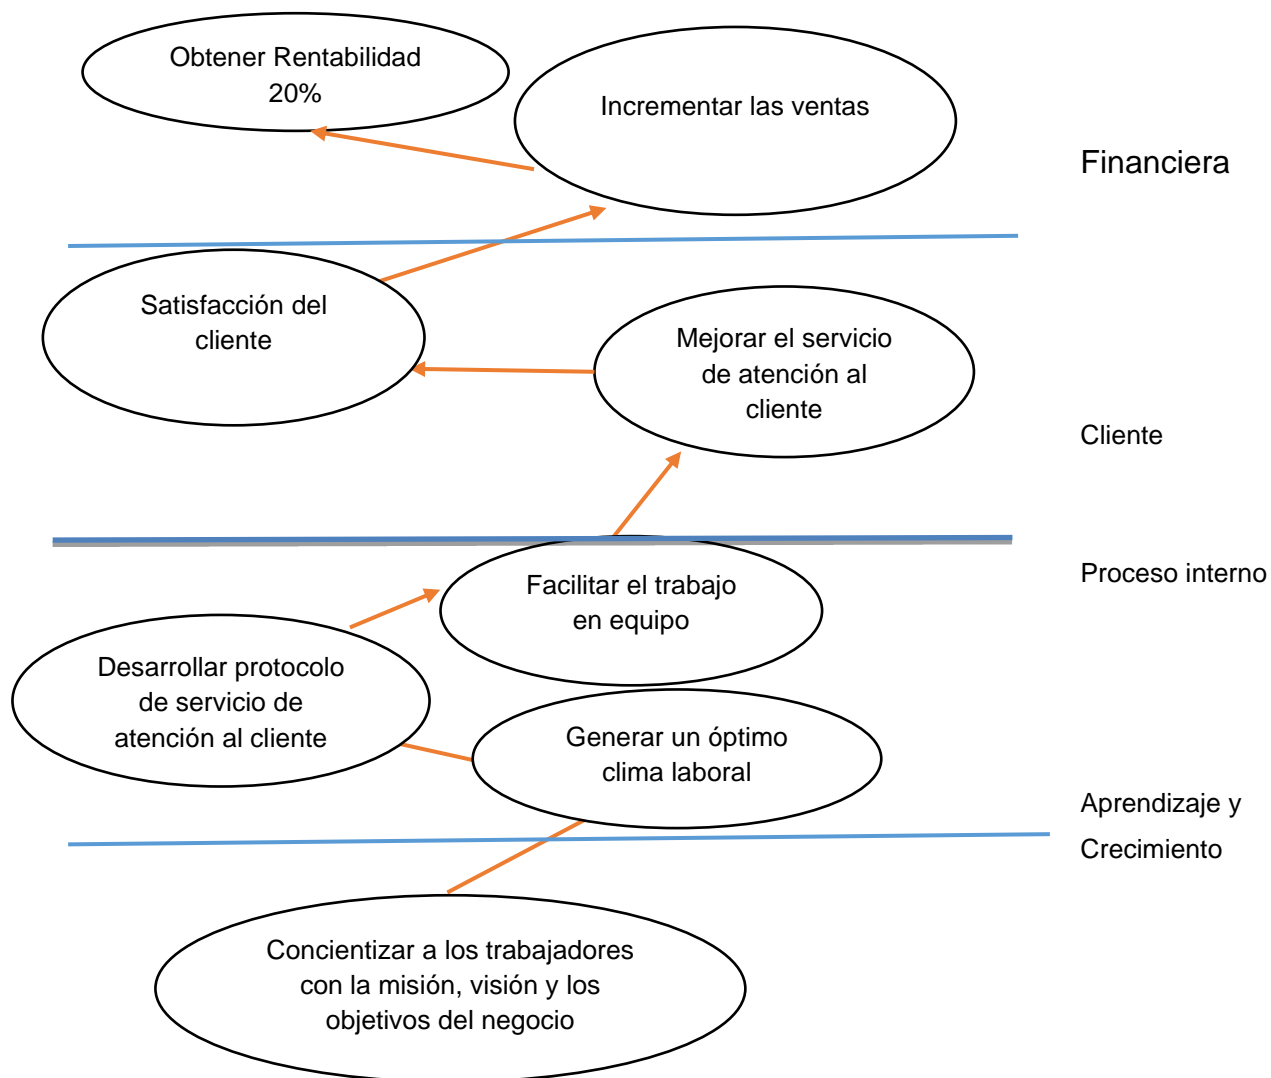 Obtener Rentabilidad
20%
Incrementar las ventas
Financiera
Satisfacción del
cliente
Mejorar el servicio
de atención al
cliente
Cliente
Proceso interno
Facilitar el trabajo
en equipo
Desarrollar protocolo
de servicio de
atención al cliente
Generar un óptimo
clima laboral
Aprendizaje y
Crecimiento
Concientizar a los trabajadores
con la misión, visión y los
objetivos del negocio